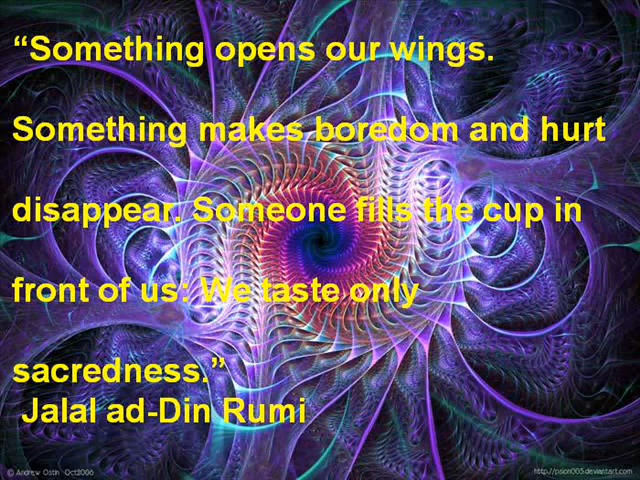 “Something opens our wings.
Something makes boredom and hurt
disappear. Someone fills the cup in
front of us: We taste only
sacredness.”
Jalal ad-Din Rumi
© Andrew Ostin Oct2006 http://psion005.deviantart.com